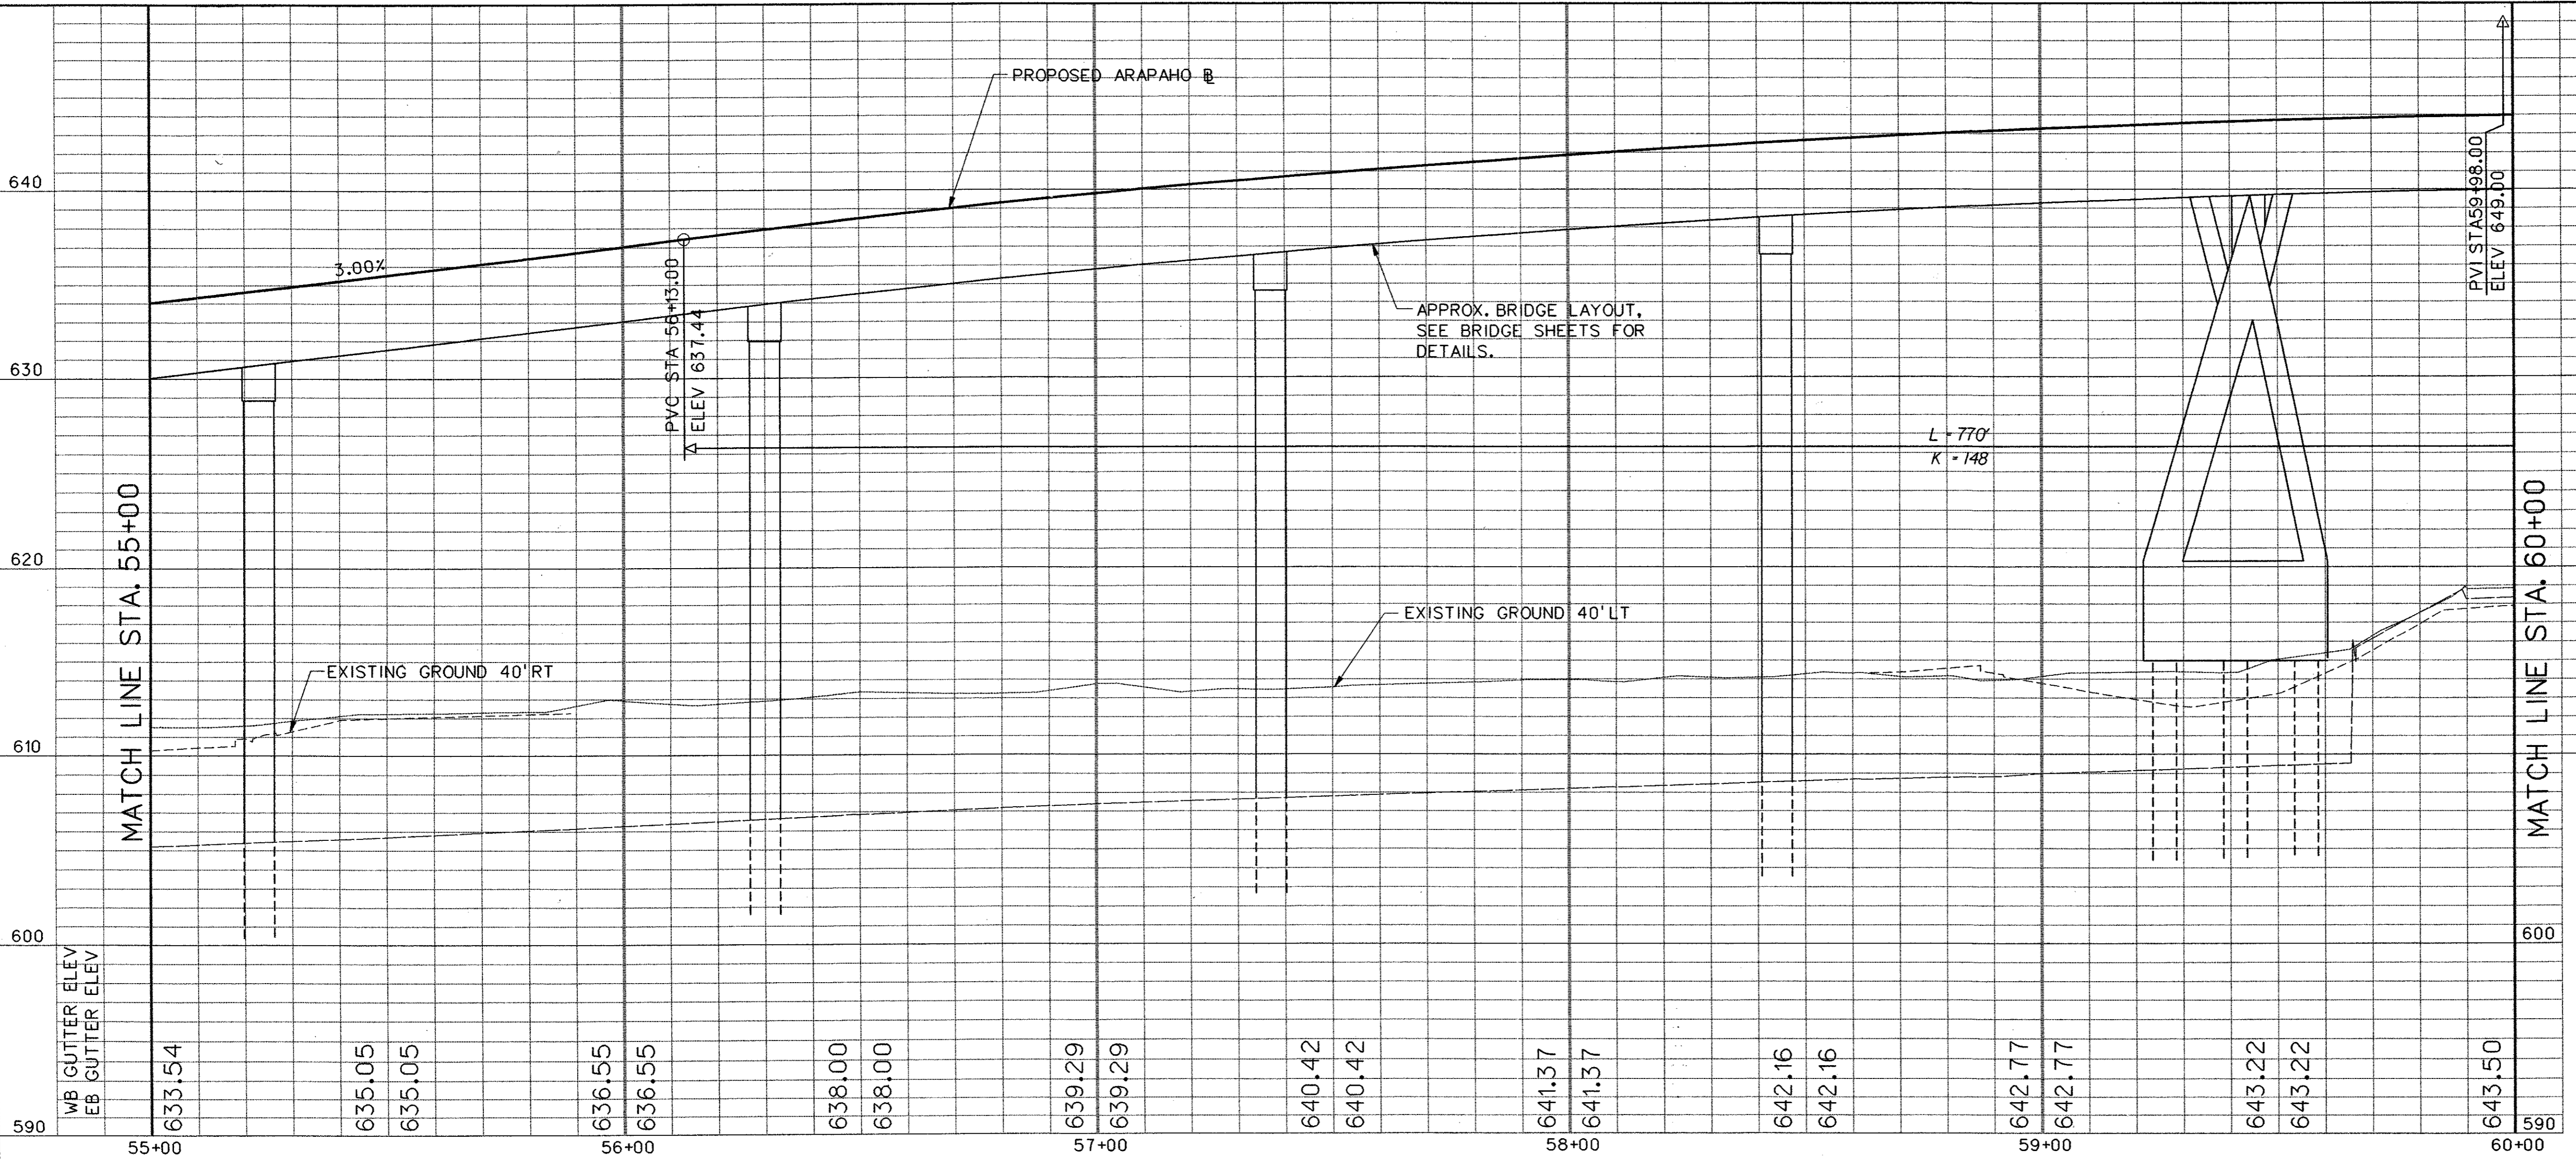 PROPOSED ARAPAHO ℄
640
3.00%
PVC STA 56+13.00
ELEV 637.44
PVI STA59+98.00
ELEV 649.00
APPROX. BRIDGE LAYOUT,
SEE BRIDGE SHEETS FOR
DETAILS.
630
L = 770'
K = 148
MATCH LINE STA. 55+00
MATCH LINE STA. 60+00
620
EXISTING GROUND 40'LT
EXISTING GROUND 40'RT
610
600
600
WB GUTTER ELEV
EB GUTTER ELEV
633.54
635.05
635.05
636.55
636.55
638.00
638.00
639.29
639.29
640.42
640.42
641.37
641.37
642.16
642.16
642.77
642.77
643.22
643.22
643.50
590
590
55+00
56+00
57+00
58+00
59+00
60+00